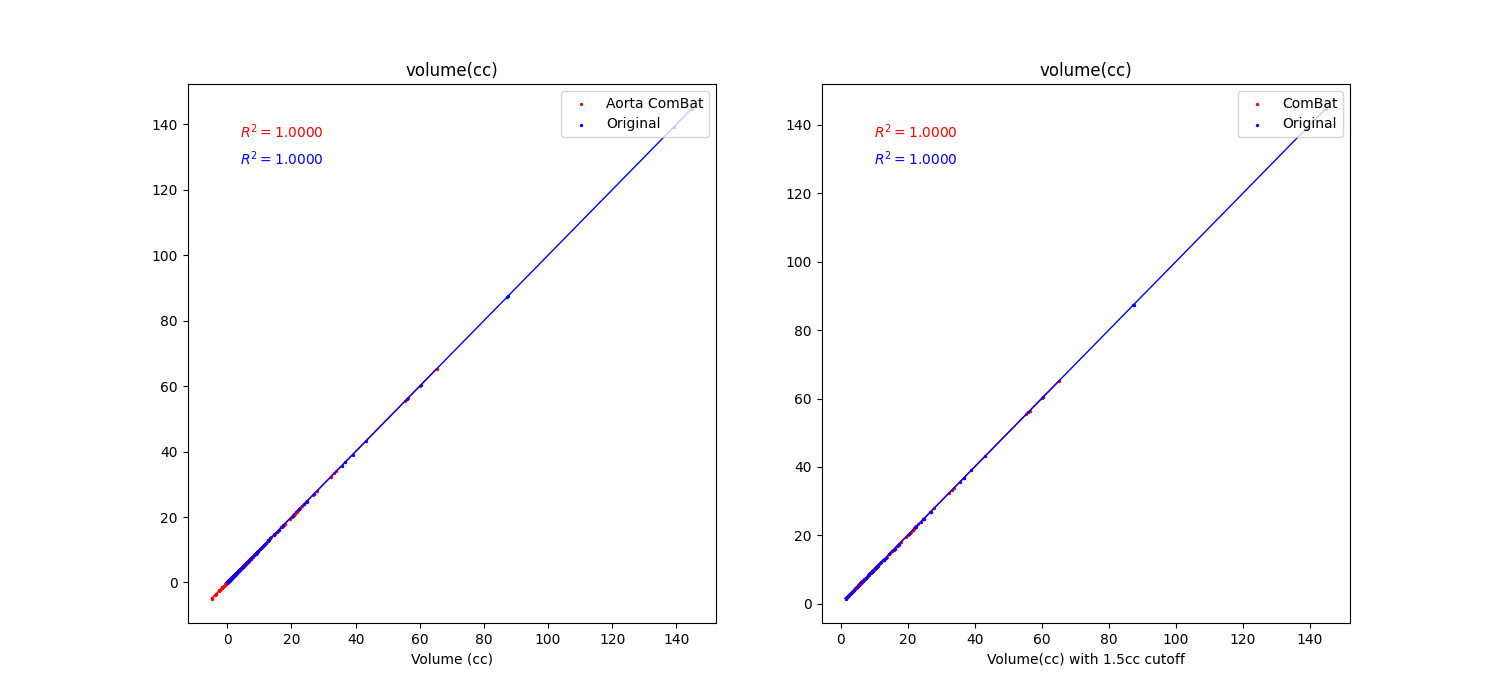 volume(cc)
Aorta ComBat
Original
R² = 1.0000
R² = 1.0000
140
120
100
80
60
40
20
0
0 20 40 60 80 100 120 140
Volume (cc)
volume(cc)
ComBat
Original
R² = 1.0000
R² = 1.0000
140
120
100
80
60
40
20
0
0 20 40 60 80 100 120 140
Volume(cc) with 1.5cc cutoff